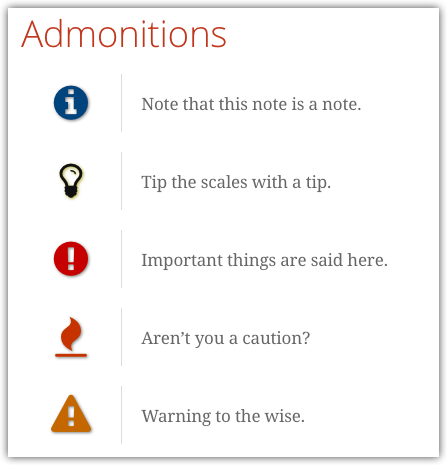 Admonitions
Note that this note is a note.
Tip the scales with a tip.
Important things are said here.
Aren’t you a caution?
Warning to the wise.